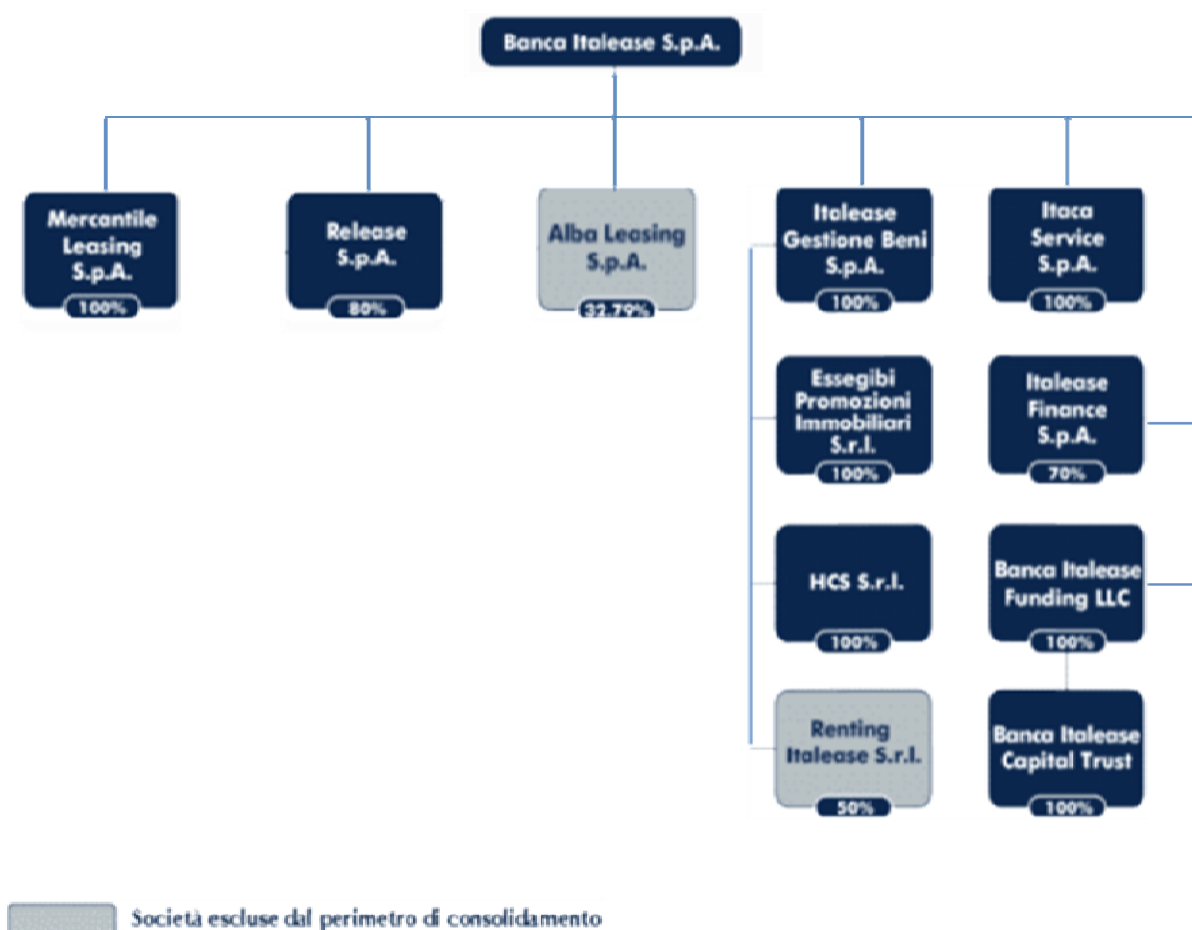 Banca Italease S.p.A.
Mercantile
Leasing
S.p.A.
100%
Release
S.p.A.
80%
Alba Leasing
S.p.A.
32.79%
Italease
Gestione Beni
S.p.A.
100%
Itaca
Service
S.p.A.
100%
Essegibi
Promozioni
Immobiliari
S.r.l.
100%
Italease
Finance
S.p.A.
70%
HCS S.r.l.
100%
Banca Italease
Funding LLC
100%
Renting
Italease S.r.l.
50%
Banca Italease
Capital Trust
100%
Società escluse dal perimetro di consolidamento